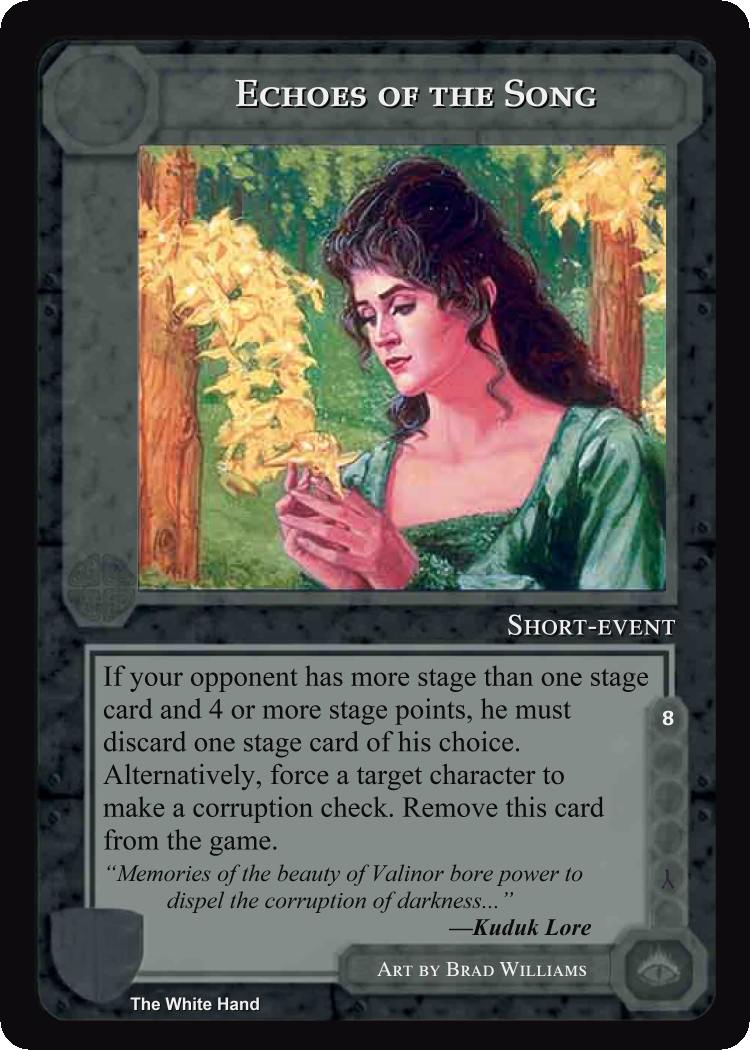 Echoes of the Song
Short-event
If your opponent has more stage than one stage
card and 4 or more stage points, he must
discard one stage card of his choice.
Alternatively, force a target character to
make a corruption check. Remove this card
from the game.
8
“Memories of the beauty of Valinor bore power to
dispel the corruption of darkness...”
—Kuduk Lore
Art by Brad Williams
The White Hand